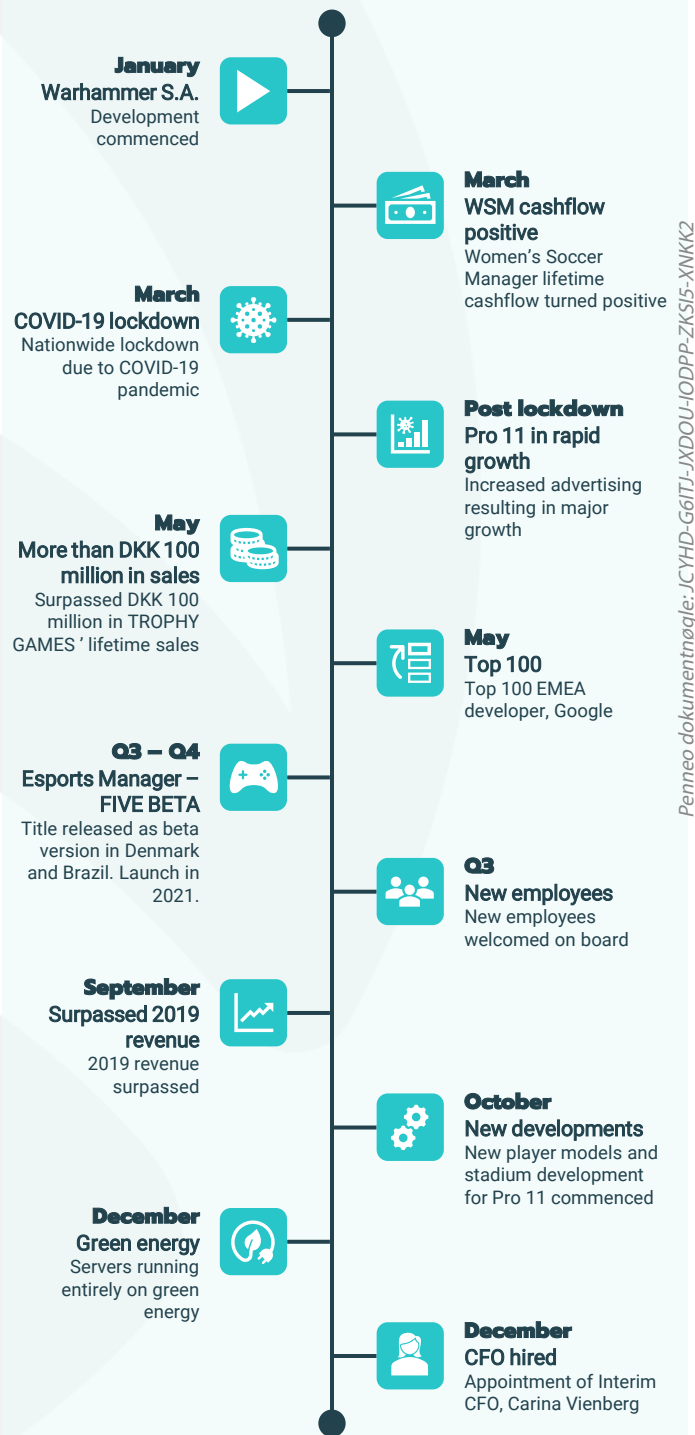 January
Warhammer S.A.
Development
commenced
March
WSM cashflow
positive
Women's Soccer
Manager lifetime
cashflow turned positive
March
COVID-19 lockdown
Nationwide lockdown
due to COVID-19
pandemic
Post lockdown
Pro 11 in rapid
growth
Increased advertising
resulting in major
growth
May
More than DKK 100
million in sales
Surpassed DKK 100
million in TROPHY
GAMES ’ lifetime sales
May
Top 100
Top 100 EMEA
developer, Google
Q3 – Q4
Esports Manager –
FIVE BETA
Title released as beta
version in Denmark
and Brazil. Launch in
2021.
Q3
New employees
New employees
welcomed on board
September
Surpassed 2019
revenue
2019 revenue
surpassed
October
New developments
New player models and
stadium development
for Pro 11 commenced
December
Green energy
Servers running
entirely on green
energy
December
CFO hired
Appointment of Interim
CFO, Carina Vienberg
Penneo dokumentnøgle: JCYHD-G6ITJ-JXDOU-IODPP-ZKSI5-XNKK2